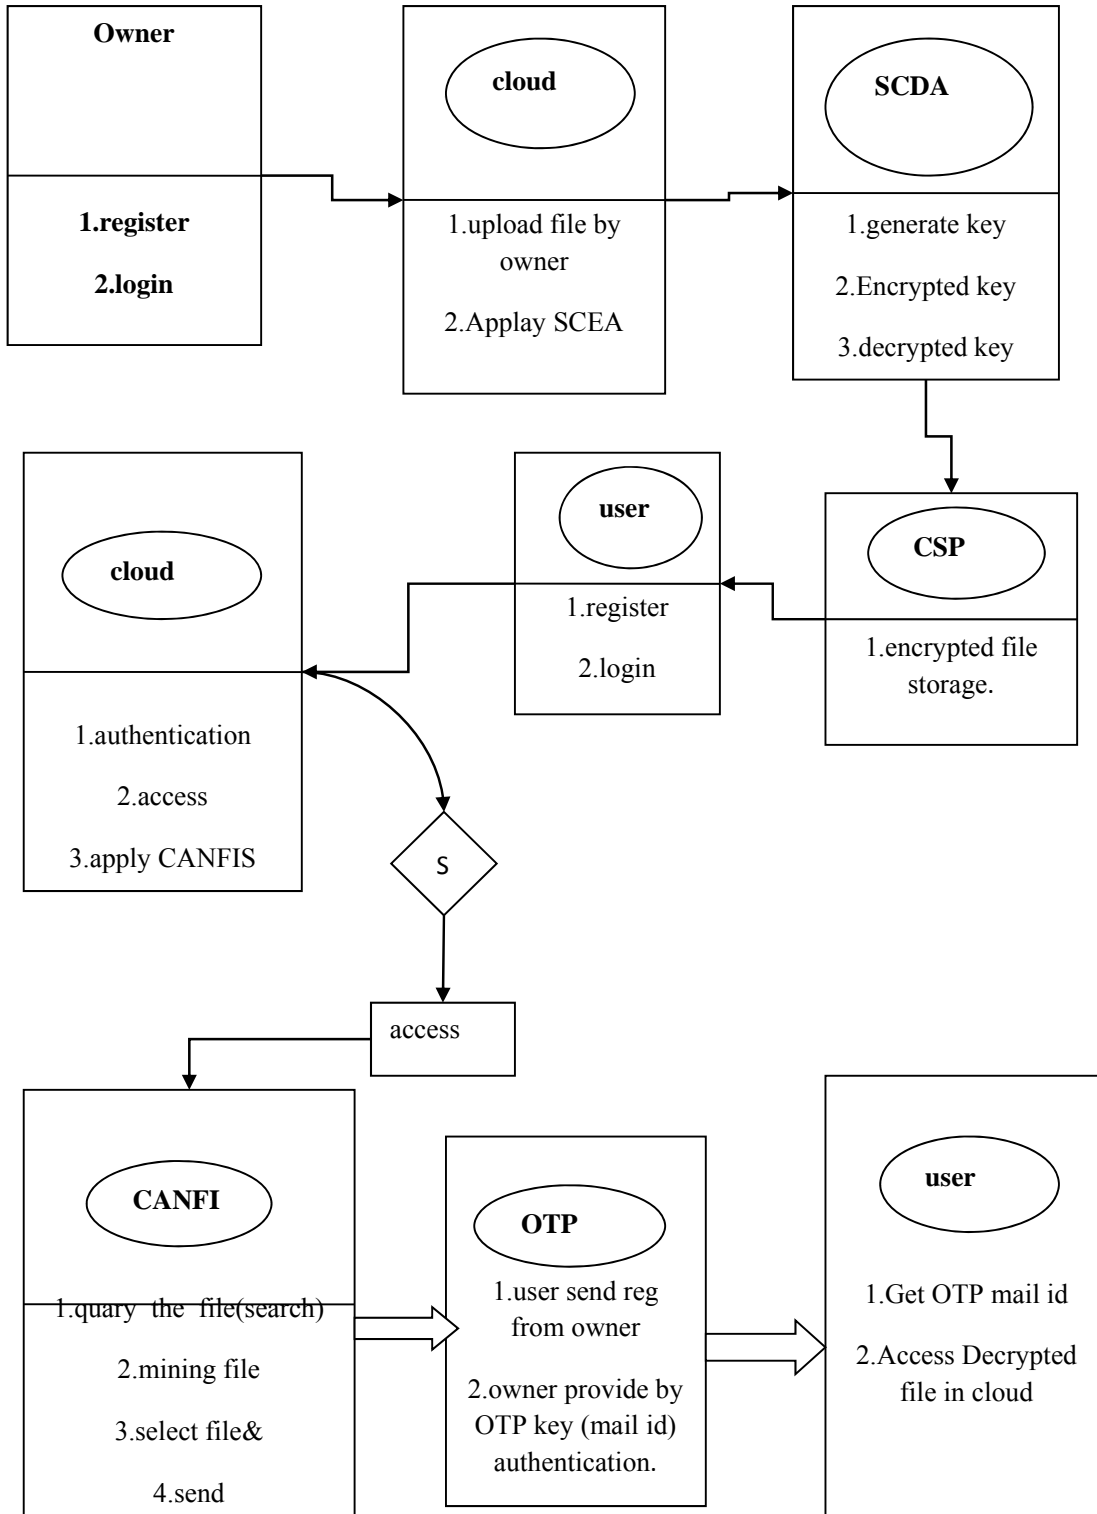 Owner
1.register
2.login
cloud
1.upload file by
owner
2.Applay SCEA
SCDA
1.generate key
2.Encrypted key
3.decrypted key
cloud
1.authentication
2.access
3.apply CANFIS
user
1.register
2.login
CSP
1.encrypted file
storage.
S
access
CANFI
1.quary the file(search)
2.mining file
3.select file&
4.send
OTP
1.user send reg
from owner
2.owner provide by
OTP key (mail id)
authentication.
user
1.Get OTP mail id
2.Access Decrypted
file in cloud